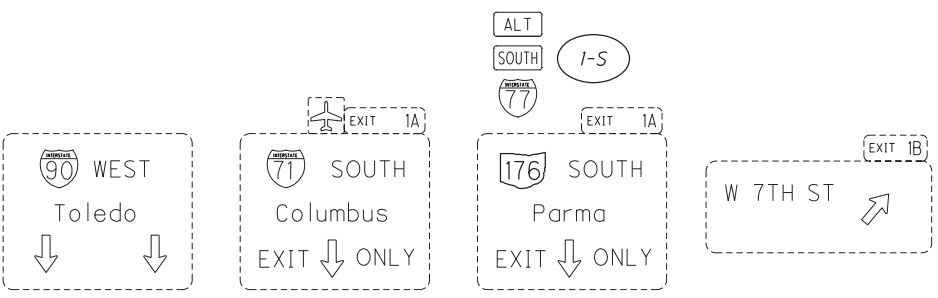 INTERSTATE
90 WEST
Toledo
EXIT 1A
INTERSTATE
71 SOUTH
Columbus
EXIT ONLY
ALT
SOUTH
1-S
INTERSTATE
77
EXIT 1A
176 SOUTH
Parma
EXIT ONLY
EXIT 1B
W 7TH ST